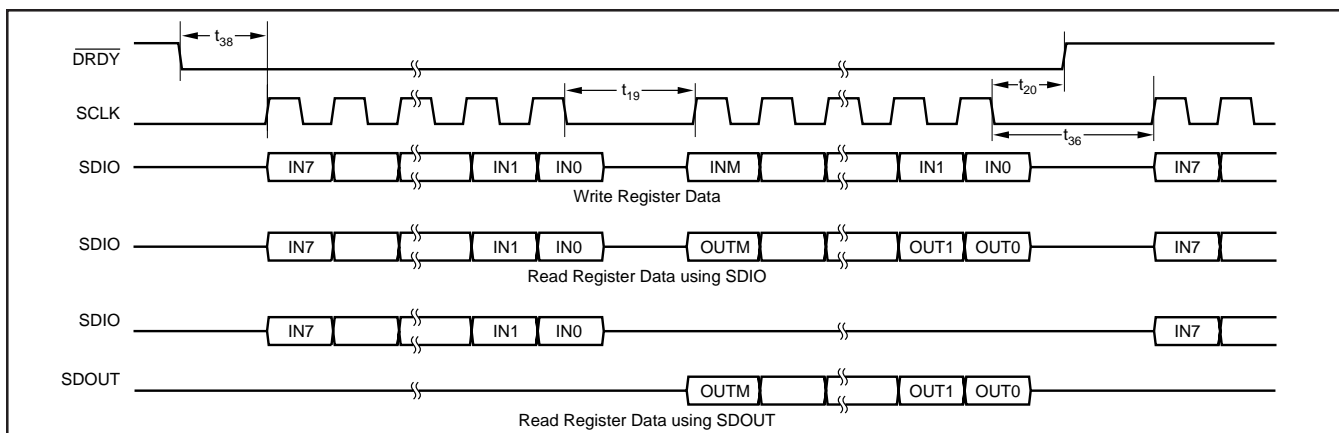 t38
DRDY
t19
t20
SCLK
t36
SDIO IN7 IN1 IN0 INM IN1 IN0 IN7
Write Register Data
SDIO IN7 IN1 IN0 OUTM OUT1 OUT0 IN7
Read Register Data using SDIO
SDIO IN7 IN1 IN0 IN7
SDOUT OUTM OUT1 OUT0
Read Register Data using SDOUT